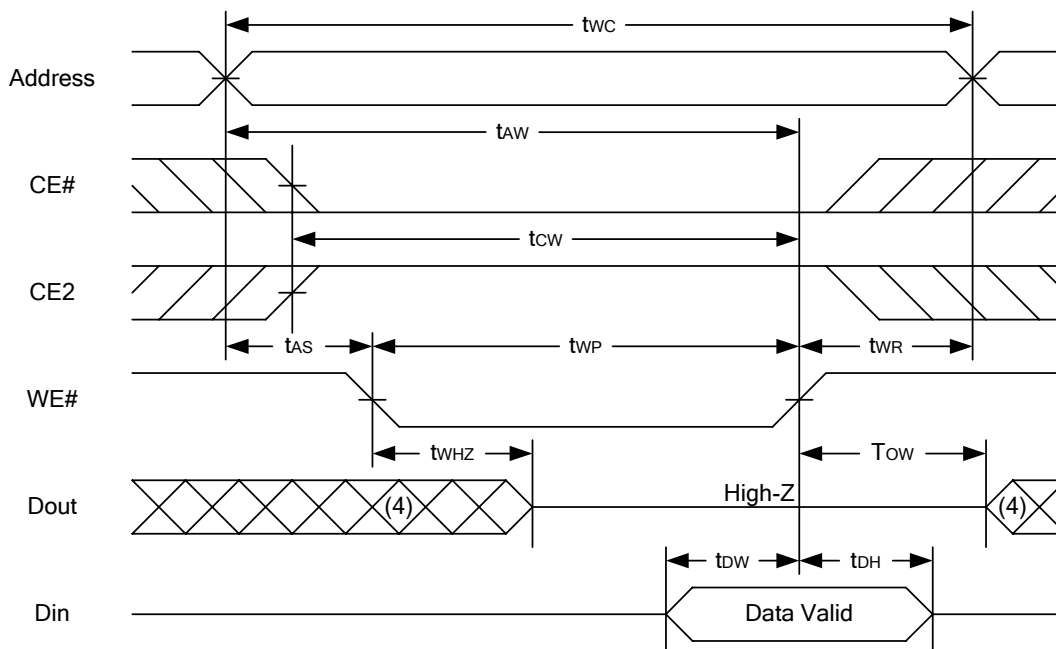 tWC
Address
tAW
CE#
tCW
CE2
tAS tWP tWR
WE#
tWHZ TOW
Dout (4) High-Z (4)
tDW tDH
Din Data Valid